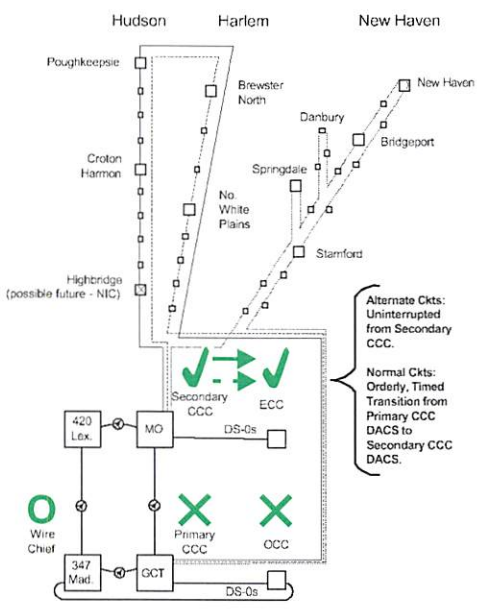 Hudson Harlem New Haven
Poughkeepsie
Brewster
North
New Haven
Danbury
Bridgeport
Croton
Harmon
Springdale
No.
White
Plains
Stamford
Highbridge
(possible future - NIC)
Alternate Ckts:
Uninterrupted
from Secondary
CCC.
Normal Ckts:
Orderly, Timed
Transition from
Primary CCC
DACS to
Secondary CCC
DACS.
Secondary
CCC
ECC
420
Lex.
MO
DS-0s
Wire
Chief
Primary
CCC
OCC
347
Mad.
GCT
DS-0s